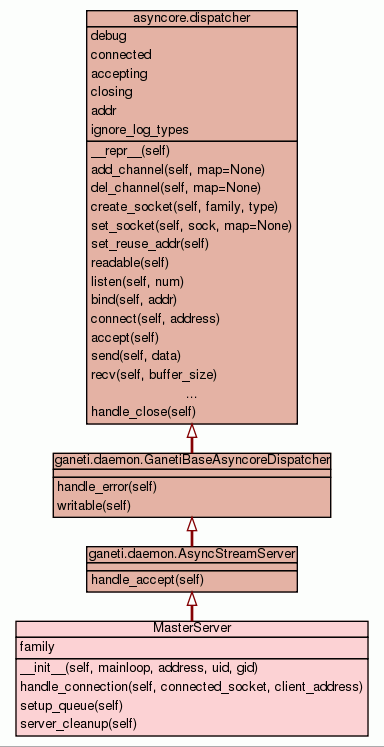 asyncore.dispatcher
debug
connected
accepting
closing
addr
ignore_log_types
__repr__(self)
add_channel(self, map=None)
del_channel(self, map=None)
create_socket(self, family, type)
set_socket(self, sock, map=None)
set_reuse_addr(self)
readable(self)
listen(self, num)
bind(self, addr)
connect(self, address)
accept(self)
send(self, data)
recv(self, buffer_size)
...
handle_close(self)
ganeti.daemon.GanetiBaseAsyncoreDispatcher
handle_error(self)
writable(self)
ganeti.daemon.AsyncStreamServer
handle_accept(self)
MasterServer
family
__init__(self, mainloop, address, uid, gid)
handle_connection(self, connected_socket, client_address)
setup_queue(self)
server_cleanup(self)